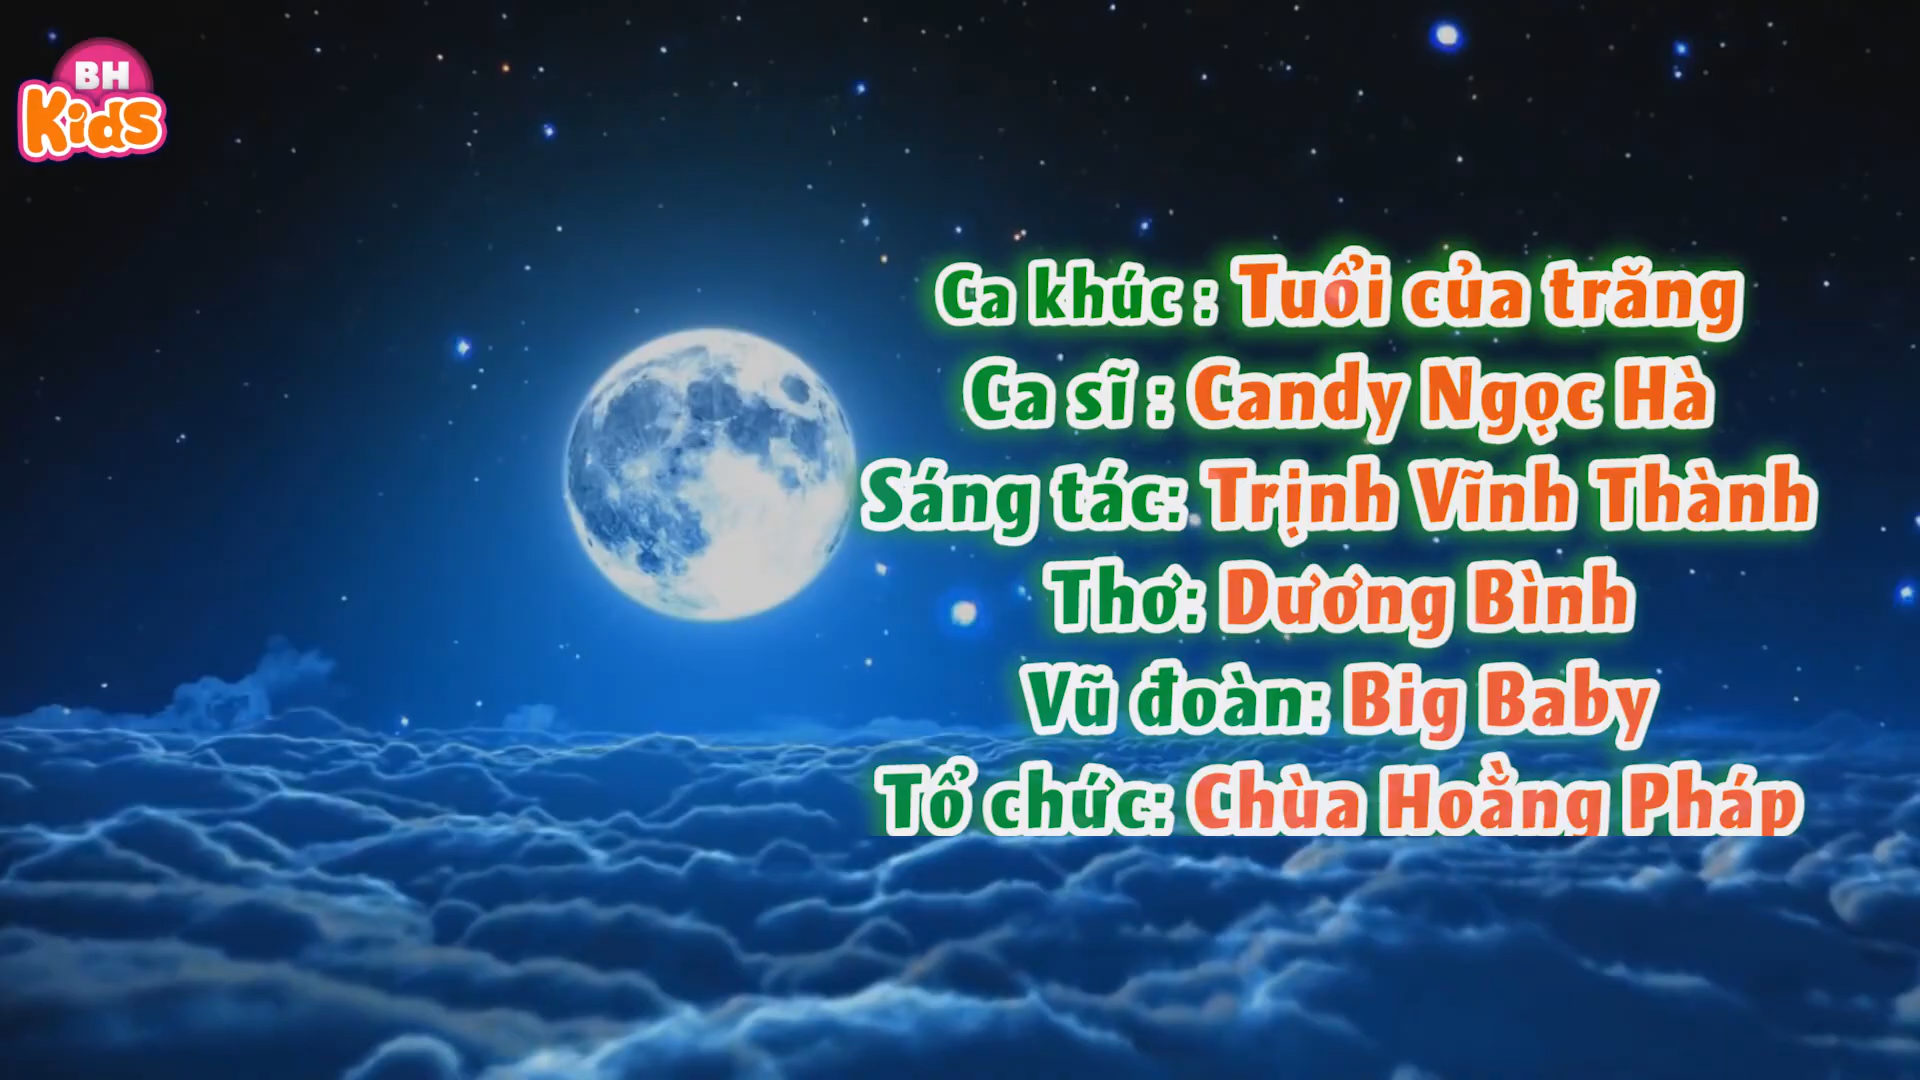 BH
Kids
Ca khúc : Tuổi của trăng
Ca sĩ : Candy Ngọc Hà
Sáng tác: Trịnh Vĩnh Thành
Thơ: Dương Bình
Vũ đoàn: Big Baby
Tổ chức: Chùa Hoằng Pháp